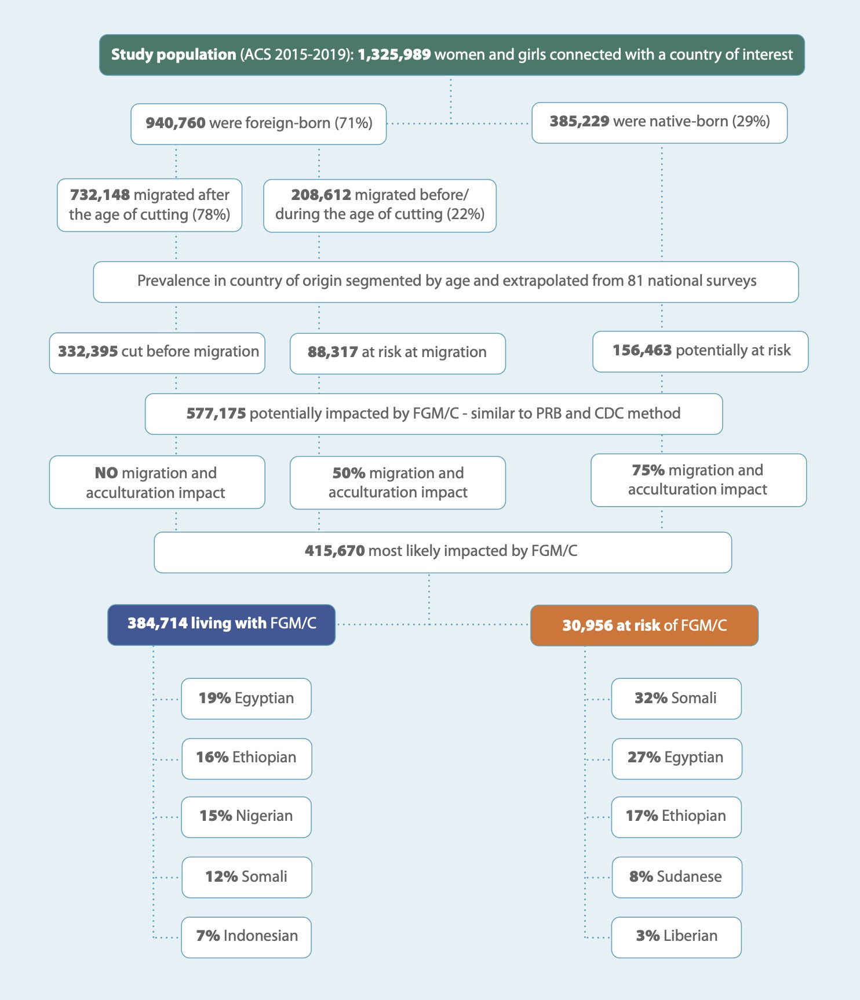 Study population (ACS 2015-2019): 1,325,989 women and girls connected with a country of interest
940,760 were foreign-born (71%)
385,229 were native-born (29%)
732,148 migrated after
the age of cutting (78%)
208,612 migrated before/
during the age of cutting (22%)
Prevalence in country of origin segmented by age and extrapolated from 81 national surveys
332,395 cut before migration
88,317 at risk at migration
156,463 potentially at risk
577,175 potentially impacted by FGM/C - similar to PRB and CDC method
NO migration and
acculturation impact
50% migration and
acculturation impact
75% migration and
acculturation impact
415,670 most likely impacted by FGM/C
384,714 living with FGM/C
30,956 at risk of FGM/C
19% Egyptian
16% Ethiopian
15% Nigerian
12% Somali
7% Indonesian
32% Somali
27% Egyptian
17% Ethiopian
8% Sudanese
3% Liberian